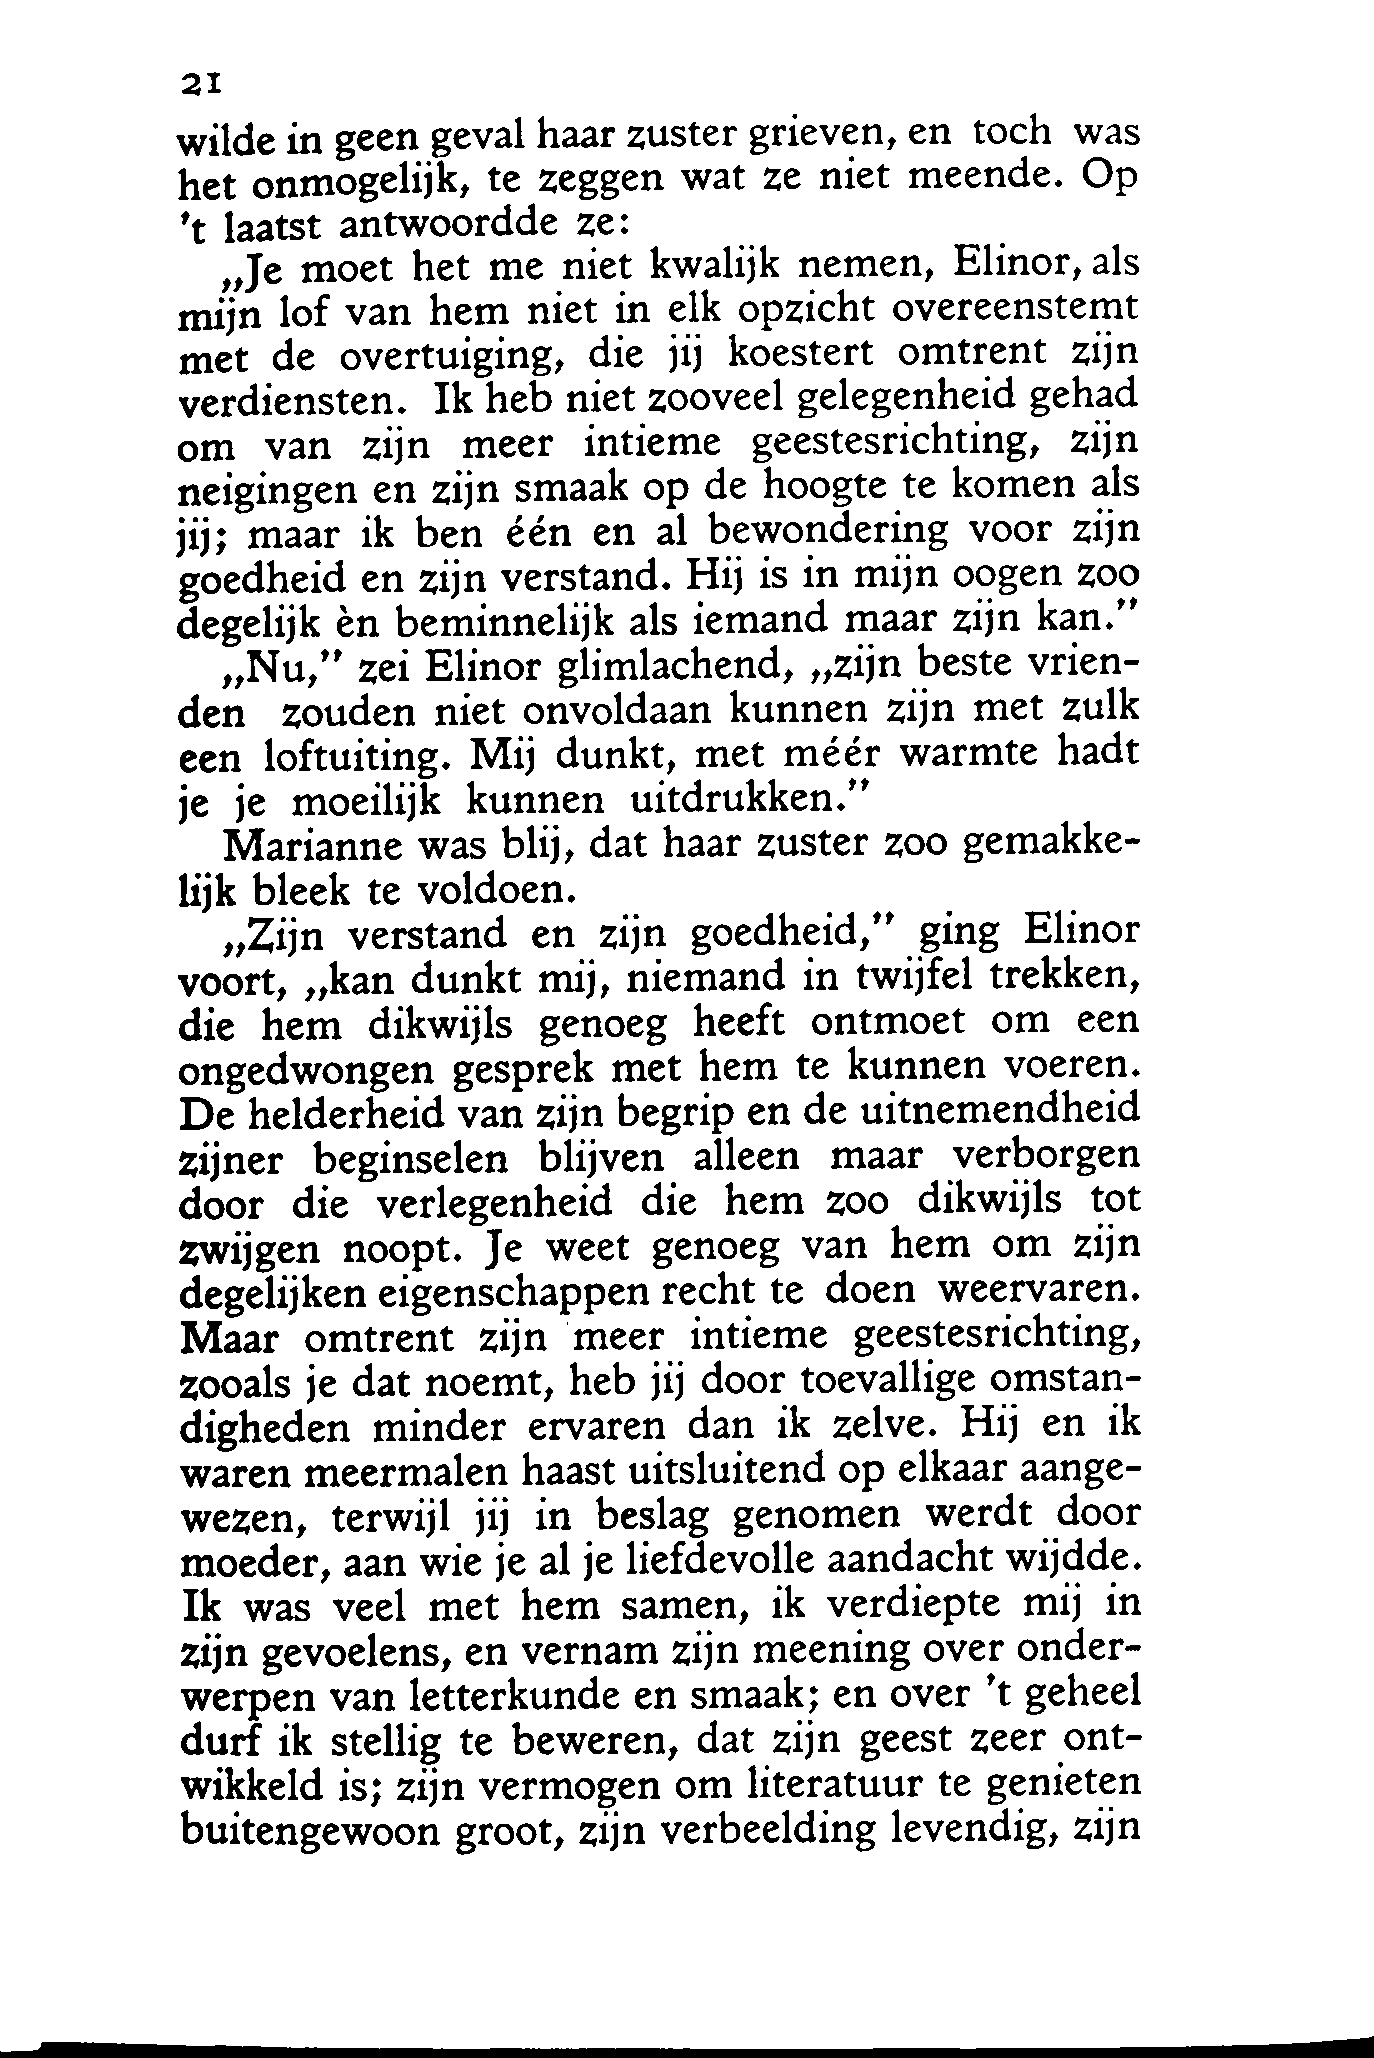 21
wilde in geen geval haar zuster grieven, en toch was
het onmogelijk, te zeggen wat ze niet meende. Op
't laatst antwoordde ze:
„Je moet het me niet kwalijk nemen, Elinor, als
mijn lof van hem niet in elk opzicht overeenstemt
met de overtuiging, die jij koestert omtrent zijn
verdiensten. Ik heb niet zooveel gelegenheid gehad
om van zijn meer intieme geestesrichting, zijn
neigingen en zijn smaak op de hoogte te komen als
jij; maar ik ben één en al bewondering voor zijn
goedheid en zijn verstand. Hij is in mijn oogen zoo
degelijk èn beminnelijk als iemand maar zijn kan."
„Nu," zei Elinor glimlachend, „zijn beste vrien-
den zouden niet onvoldaan kunnen zijn met zulk
een loftuiting. Mij dunkt, met méér warmte hadt
je je moeilijk kunnen uitdrukken."
Marianne was blij, dat haar zuster zoo gemakke-
lijk bleek te voldoen.
„Zijn verstand en zijn goedheid," ging Elinor
voort, „kan dunkt mij, niemand in twijfel trekken,
die hem dikwijls genoeg heeft ontmoet om een
ongedwongen gesprek met hem te kunnen voeren.
De helderheid van zijn begrip en de uitnemendheid
zijner beginselen blijven alleen maar verborgen
door die verlegenheid die hem zoo dikwijls tot
zwijgen noopt. Je weet genoeg van hem om zijn
degelijken eigenschappen recht te doen weervaren.
Maar omtrent zijn meer intieme geestesrichting,
zooals je dat noemt, heb jij door toevallige omstan-
digheden minder ervaren dan ik zelve. Hij en ik
waren meermalen haast uitsluitend op elkaar aange-
wezen, terwijl jij in beslag genomen werdt door
moeder, aan wie je al je liefdevolle aandacht wijdde.
Ik was veel met hem samen, ik verdiepte mij in
zijn gevoelens, en vernam zijn meening over onder-
werpen van letterkunde en smaak; en over 't geheel
durf ik stellig te beweren, dat zijn geest zeer ont-
wikkeld is; zijn vermogen om literatuur te genieten
buitengewoon groot, zijn verbeelding levendig, zijn